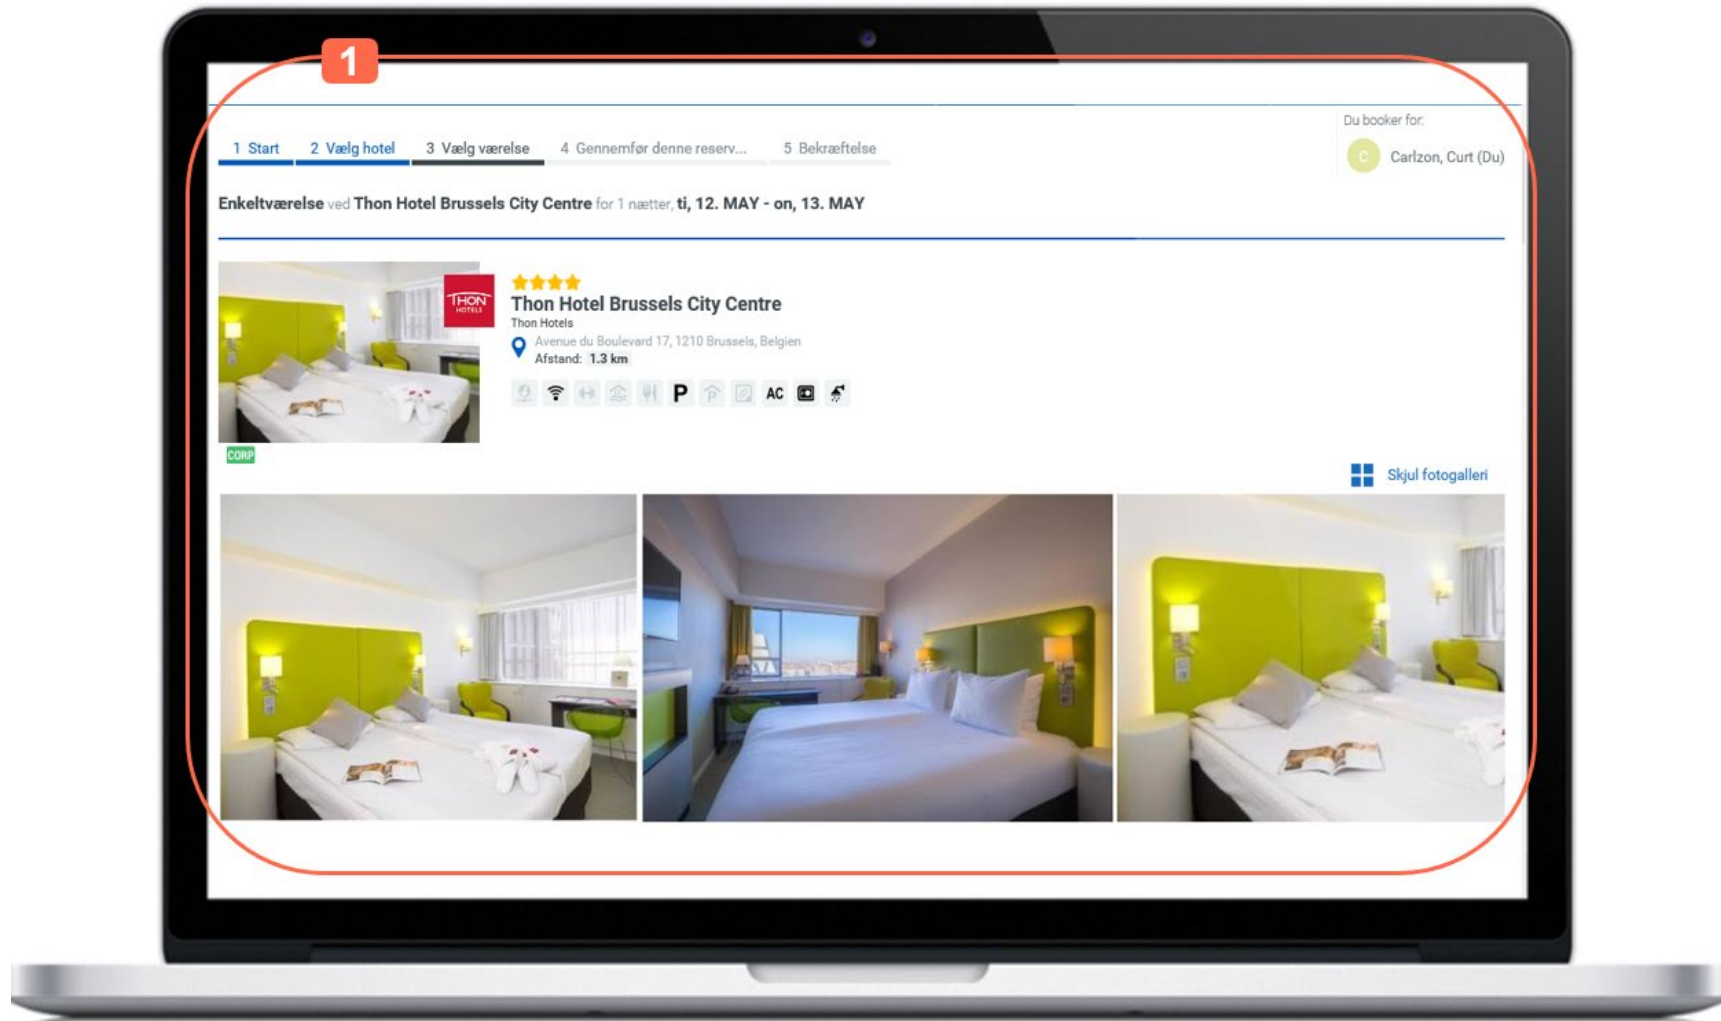 1
Du booker for:
1 Start 2 Vælg hotel 3 Vælg værelse 4 Gennemfør denne reserv... 5 Bekræftelse
C Carlzon, Curt (Du)
Enkeltværelse ved Thon Hotel Brussels City Centre for 1 nætter, ti, 12. MAY - on, 13. MAY
THON
HOTELS
Thon Hotel Brussels City Centre
Thon Hotels
Avenue du Boulevard 17, 1210 Brussels, Belgien
Afstand: 1.3 km
P P AC
CORP
Skjul fotogalleri